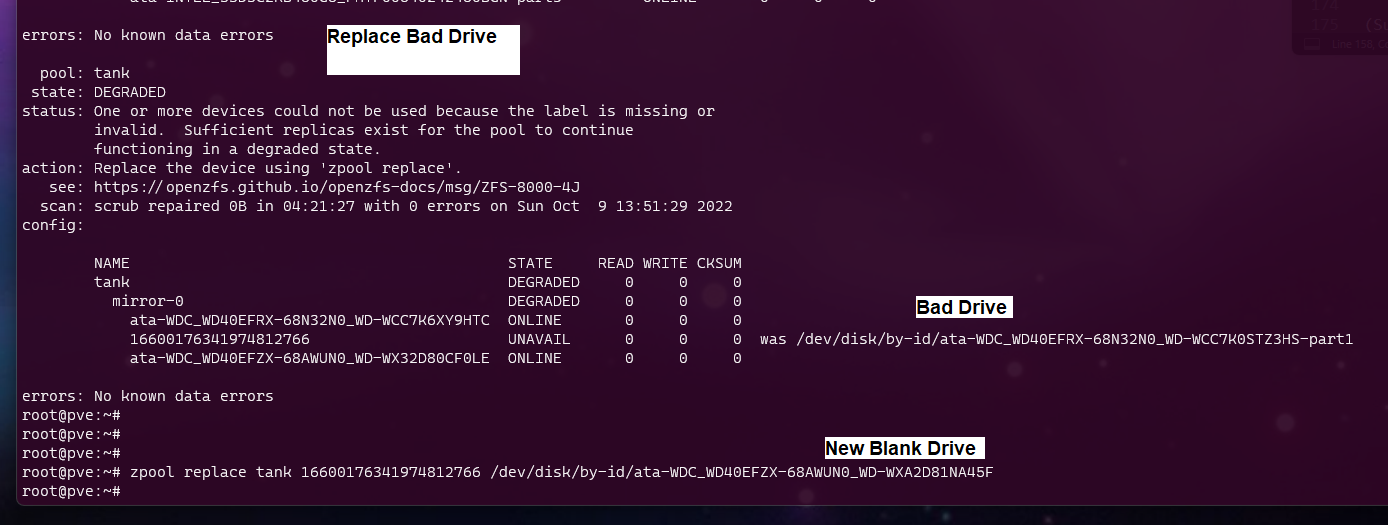 errors: No known data errors
Replace Bad Drive
pool: tank
state: DEGRADED
status: One or more devices could not be used because the label is missing or
invalid. Sufficient replicas exist for the pool to continue
functioning in a degraded state.
action: Replace the device using 'zpool replace'.
see: https://openzfs.github.io/openzfs-docs/msg/ZFS-8000-4J
scan: scrub repaired 0B in 04:21:27 with 0 errors on Sun Oct 9 13:51:29 2022
config:
NAME STATE READ WRITE CKSUM
tank DEGRADED 0 0 0
mirror-0 DEGRADED 0 0 0
Bad Drive
ata-WDC_WD40EFRX-68N32N0_WD-WCC7K6XY9HTC ONLINE 0 0 0
16600176341974812766 UNAVAIL 0 0 0 was /dev/disk/by-id/ata-WDC_WD40EFRX-68N32N0_WD-WCC7K0STZ3HS-part1
ata-WDC_WD40EFZX-68AWUN0_WD-WX32D80CF0LE ONLINE 0 0 0
errors: No known data errors
root@pve:~#
root@pve:~#
root@pve:~#
New Blank Drive
root@pve:~# zpool replace tank 16600176341974812766 /dev/disk/by-id/ata-WDC_WD40EFZX-68AWUN0_WD-WXA2D81NA45F
root@pve:~#